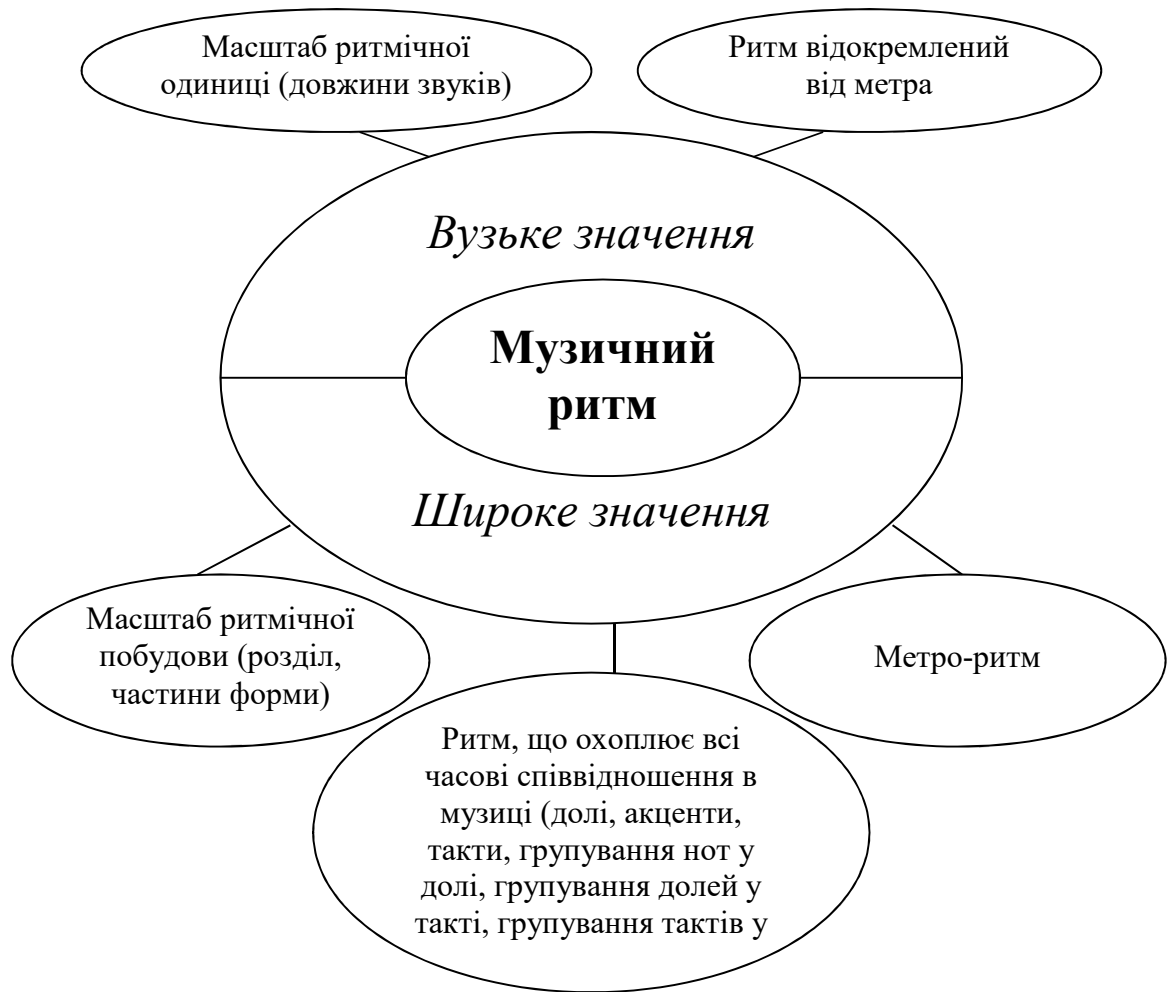 Масштаб ритмічної
одиниці (довжини звуків)
Ритм відокремлений
від метра
Вузьке значення
Музичний
ритм
Широке значення
Масштаб ритмічної
побудови (розділ,
частини форми)
Метро-ритм
Ритм, що охоплює всі
часові співвідношення в
музиці (долі, акценти,
такти, групування нот у
долі, групування долей у
такті, групування тактів у